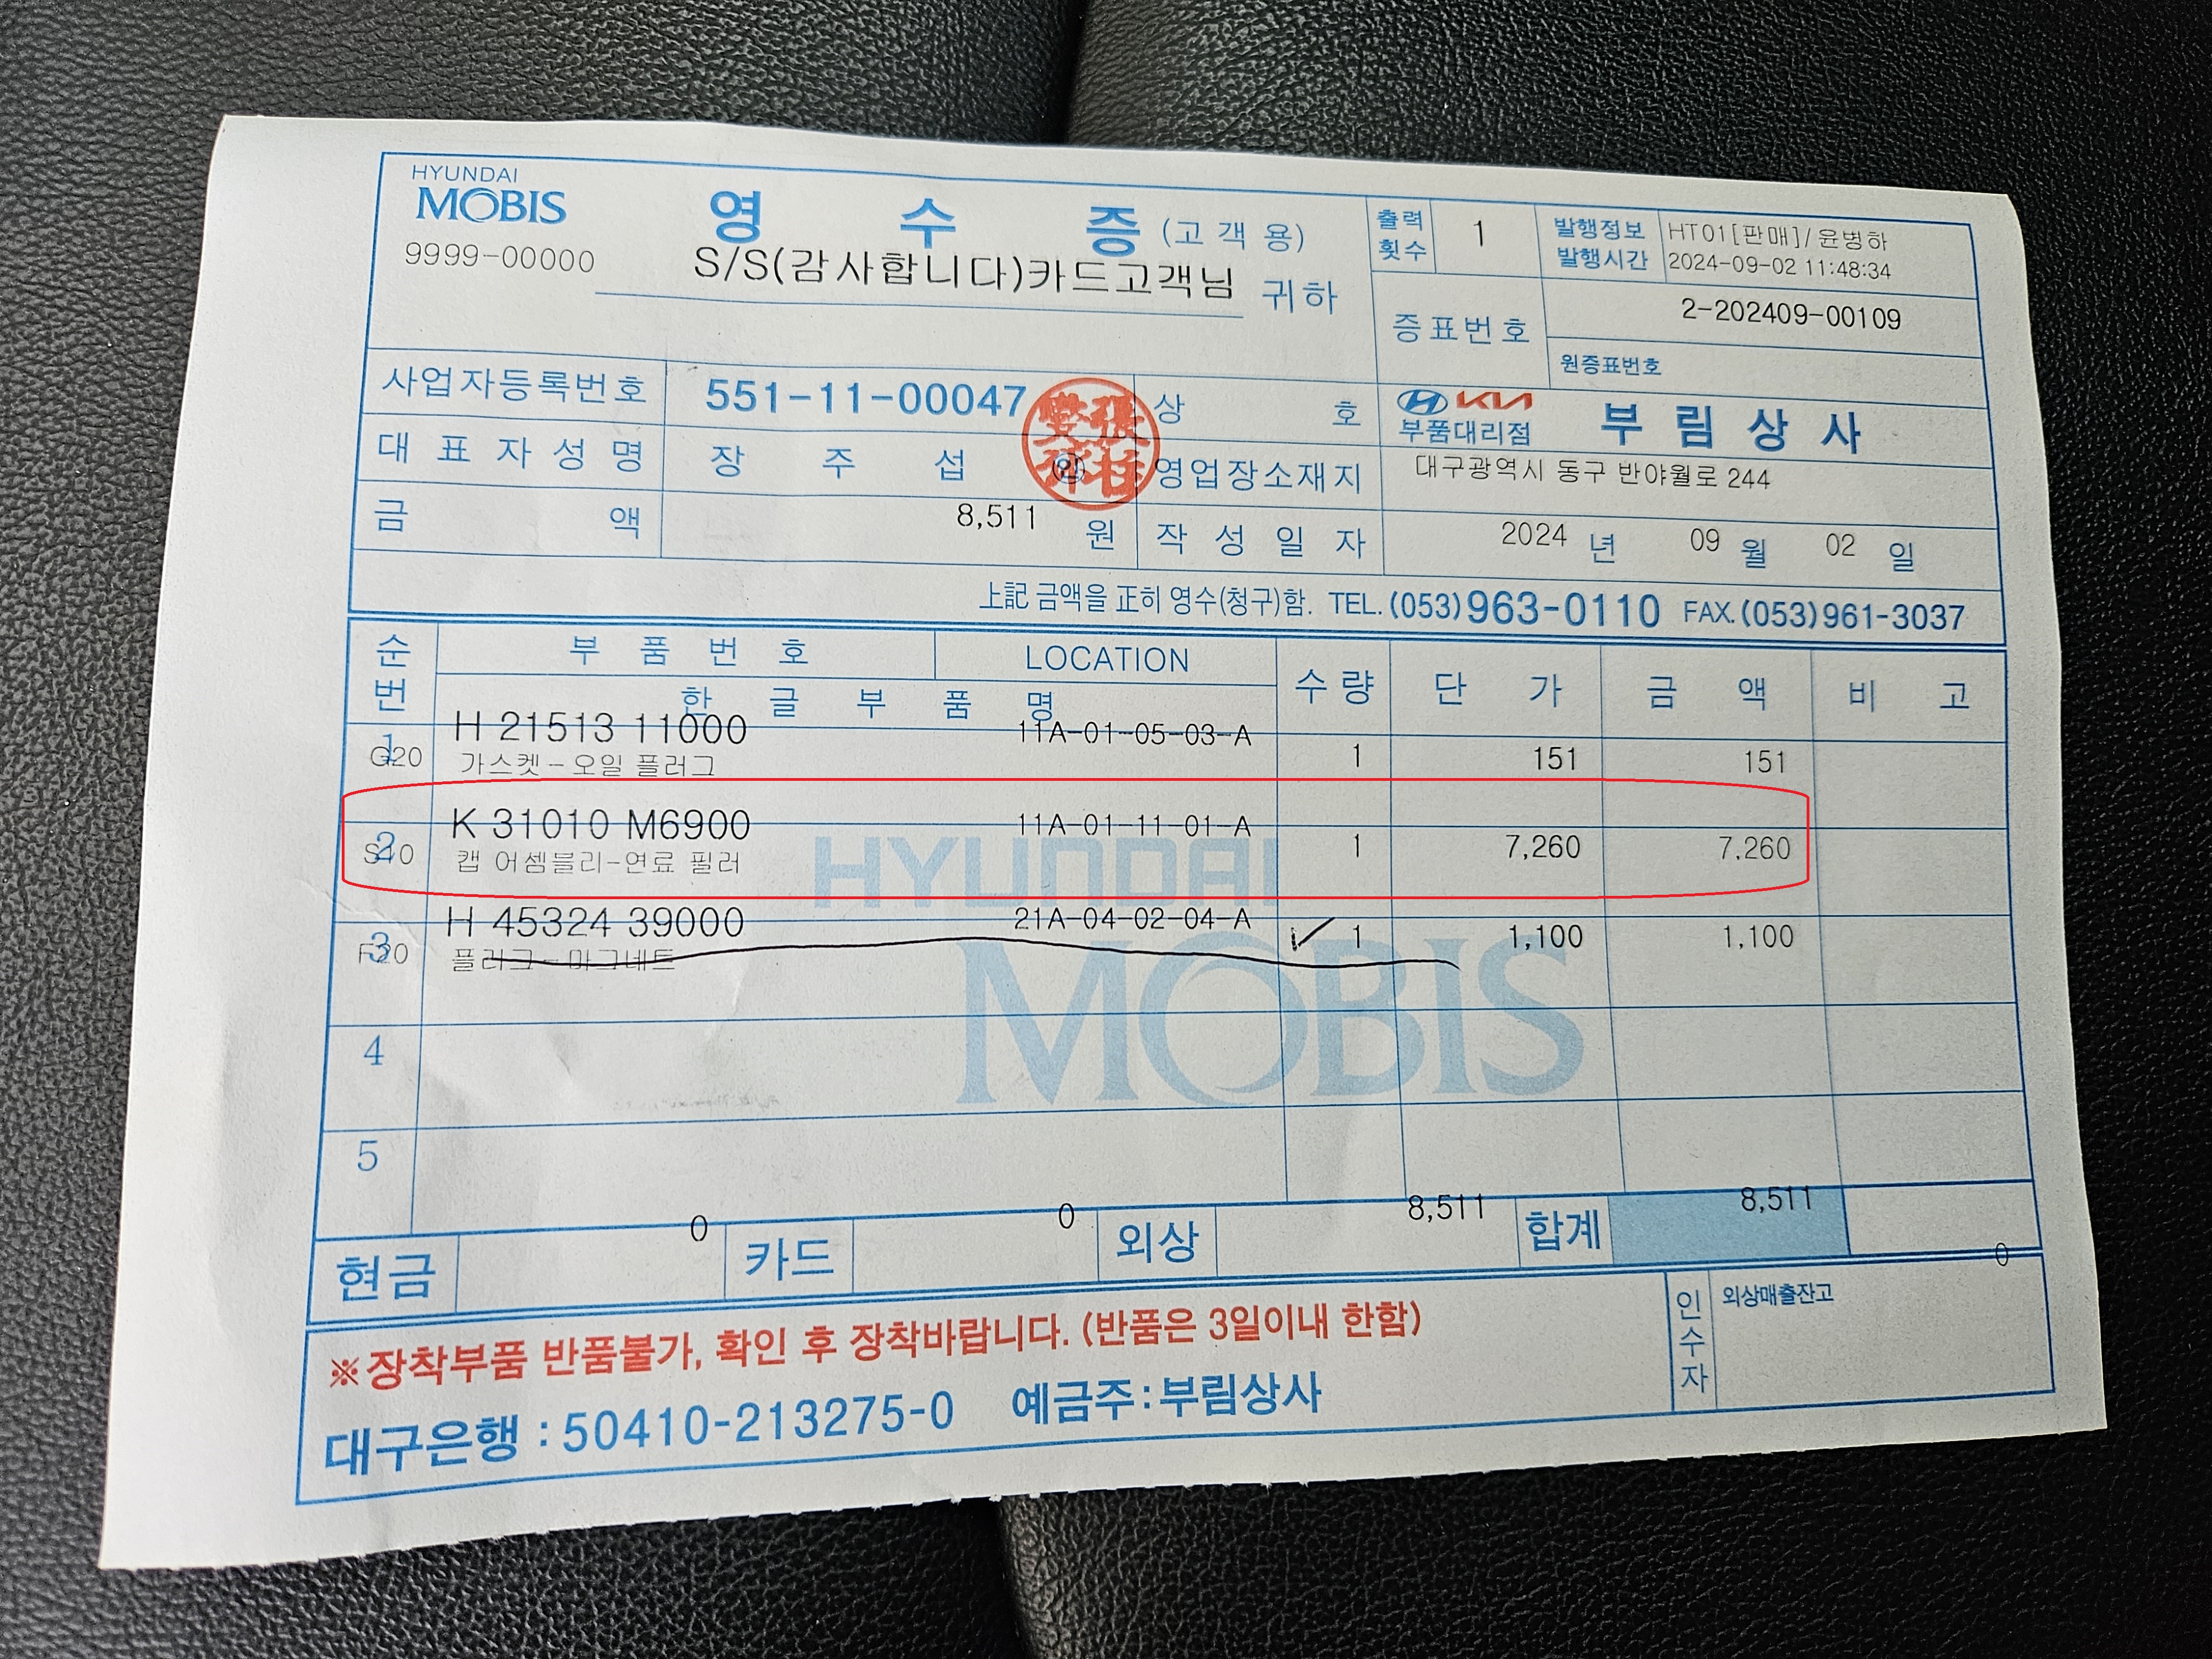 HYUNDAI
MOBIS
영 수 증 (고 객 용)
출력 횟수 1
발행정보 HT01[판매]/윤병하
발행시간 2024-09-02 11:48:34
9999-00000 S/S(감사합니다)카드고객님 귀하
증표번호 2-202409-00109
원증표번호
사업자등록번호 551-11-00047
상 호 HYUNDAI KIA 부품대리점 부 림 상 사
대 표 자 성 명 장 주 섭 ㊞
영업장소재지 대구광역시 동구 반야월로 244
금 액 8,511 원
작 성 일 자 2024 년 09 월 02 일
上記 금액을 正히 영수(청구)함. TEL.(053)963-0110 FAX.(053)961-3037
순번 부 품 번 호 LOCATION 수 량 단 가 금 액 비 고
한 글 부 품 명
1 H 21513 11000 11A-01-05-03-A
G20 가스켓-오일 플러그 1 151 151
2 K 31010 M6900 11A-01-11-01-A
S10 캡 어셈블리-연료 필러 1 7,260 7,260
HYUNDAI
3 H 45324 39000 21A-04-02-04-A
F20 플러그-마그네트 1 1,100 1,100
MOBIS
4
5
현금 0 카드 0 외상 8,511 합계 8,511
0
※장착부품 반품불가, 확인 후 장착바랍니다. (반품은 3일이내 한함)
인수자 외상매출잔고
대구은행 : 50410-213275-0 예금주:부림상사